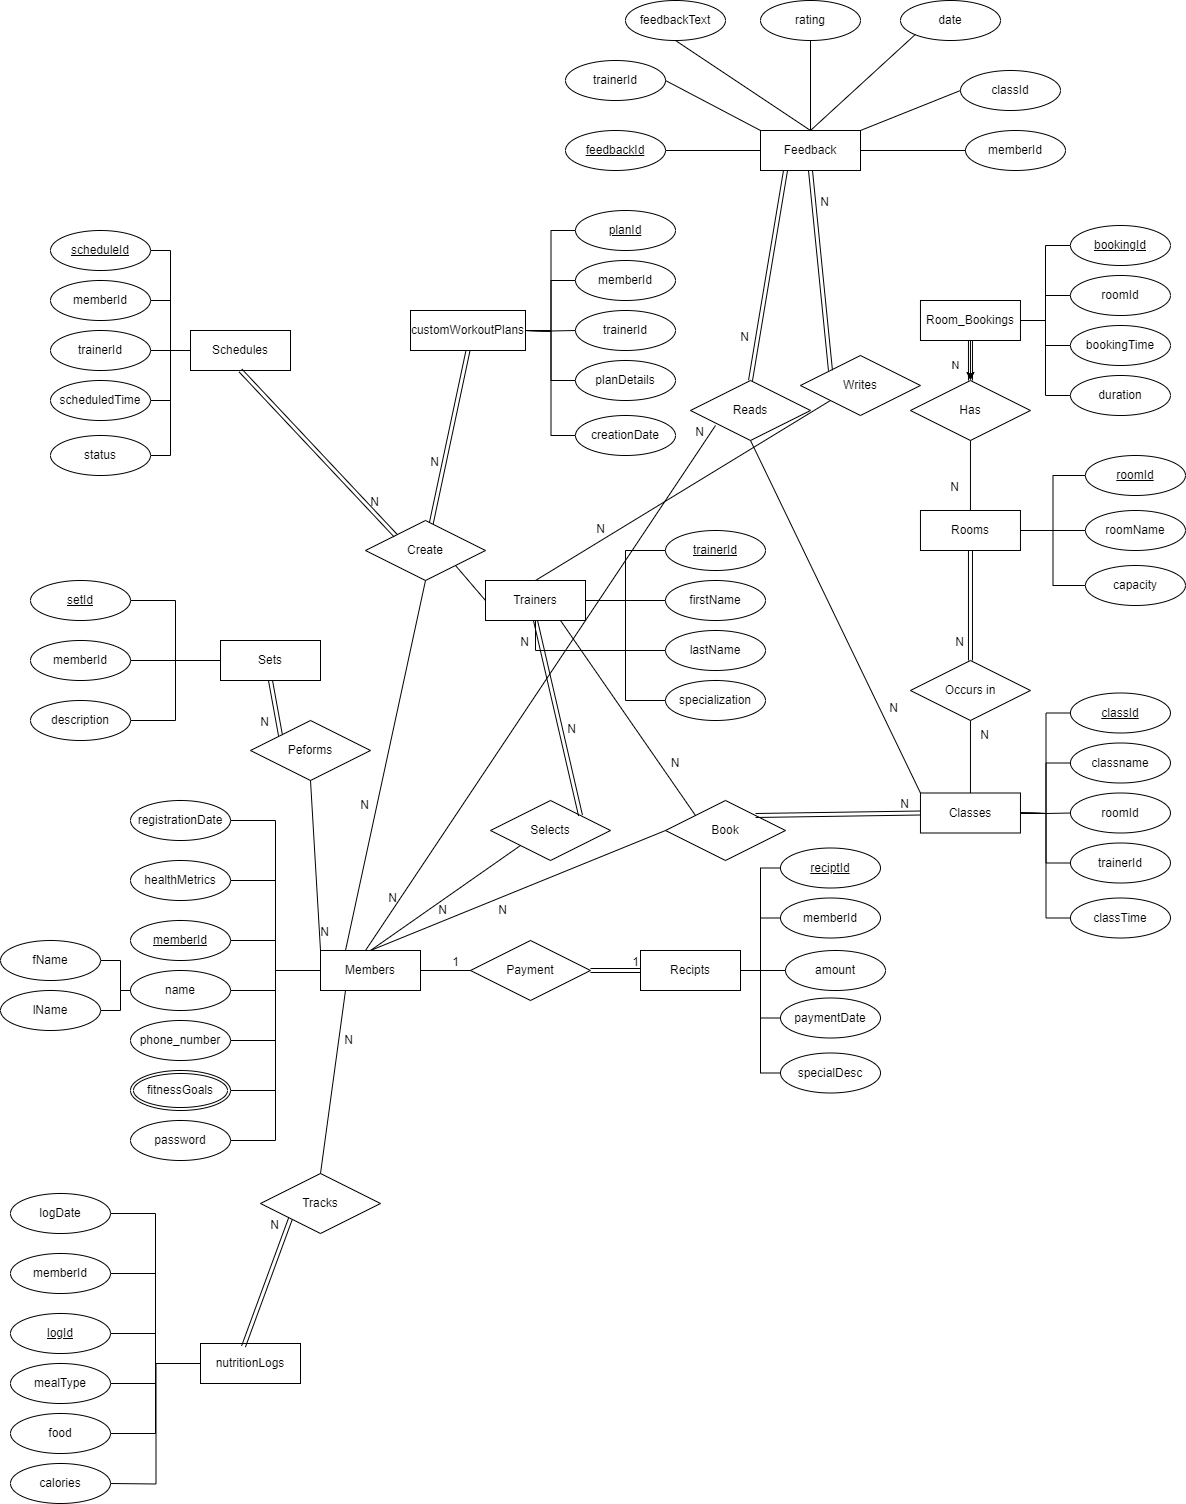 feedbackText
rating
date
trainerId
classId
feedbackId
Feedback
memberId
N
scheduleId
memberId
trainerId
scheduledTime
status
Schedules
customWorkoutPlans
planId
memberId
trainerId
planDetails
creationDate
Room_Bookings
bookingId
roomId
bookingTime
duration
N
N
Reads
Writes
Has
N
N
N
N
N
Create
Rooms
roomId
roomName
capacity
N
Trainers
trainerId
firstName
lastName
specialization
N
N
Occurs in
N
setId
memberId
description
Sets
N
Peforms
N
N
N
N
classId
classname
roomId
trainerId
classTime
N
Classes
Selects
Book
registrationDate
healthMetrics
memberId
fName
lName
name
phone_number
fitnessGoals
password
N
N
N
N
Members
1
Payment
1
Recipts
reciptId
memberId
amount
paymentDate
specialDesc
N
Tracks
N
logDate
memberId
logId
mealType
food
calories
nutritionLogs